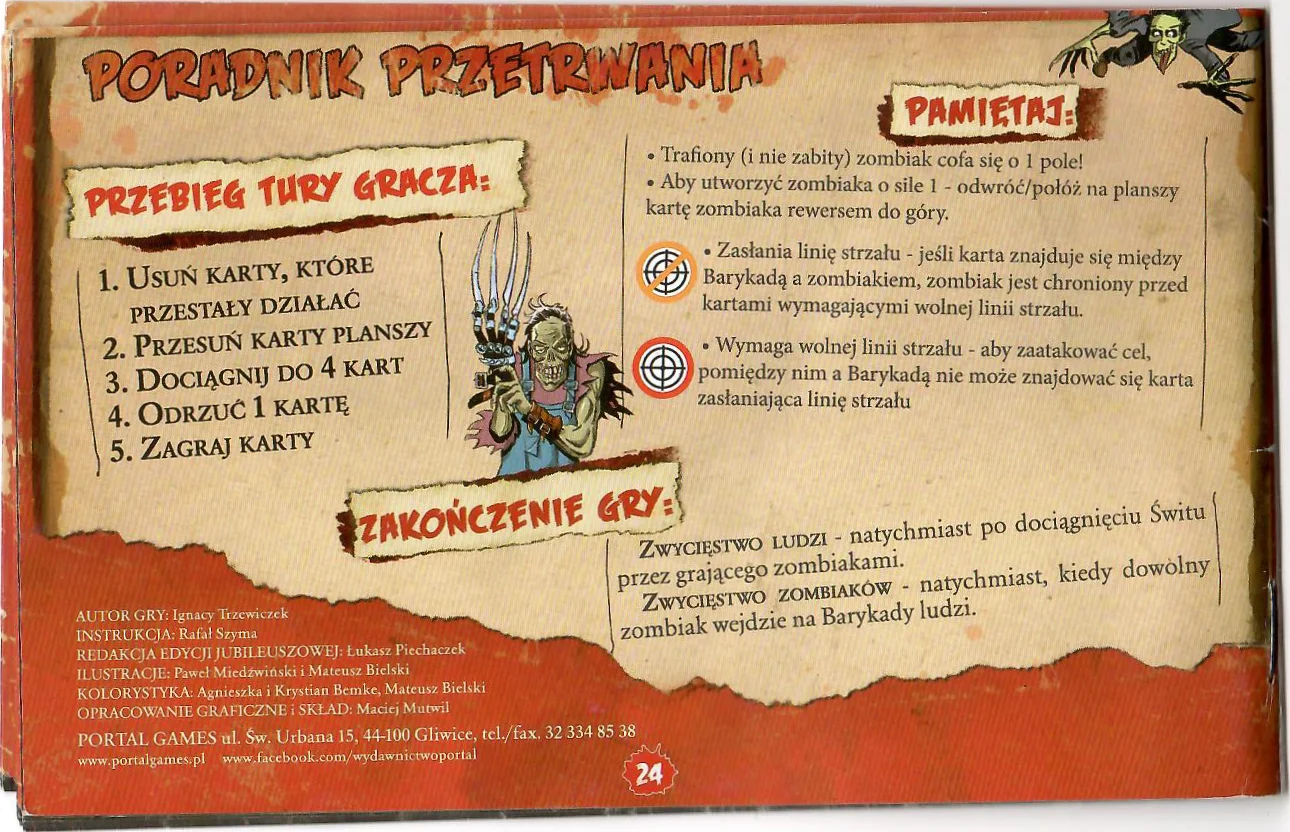 PORADNIK PRZETRWANIA
PRZEBIEG TURY GRACZA:
1. USUŃ KARTY, KTÓRE
PRZESTAŁY DZIAŁAĆ
2. PRZESUŃ KARTY PLANSZY
3. DOCIĄGNIJ DO 4 KART
4. ODRZUĆ 1 KARTĘ
5. ZAGRAJ KARTY
PAMIĘTAJ:
• Trafiony (i nie zabity) zombiak cofa się o 1 pole!
• Aby utworzyć zombiaka o sile 1 - odwróć/połóż na planszy
kartę zombiaka rewersem do góry.
• Zasłania linię strzału - jeśli karta znajduje się między
Barykadą a zombiakiem, zombiak jest chroniony przed
kartami wymagającymi wolnej linii strzału.
• Wymaga wolnej linii strzału - aby zaatakować cel,
pomiędzy nim a Barykadą nie może znajdować się karta
zasłaniająca linię strzału
ZAKOŃCZENIE GRY:
ZWYCIĘSTWO LUDZI - natychmiast po dociągnięciu Świtu
przez grającego zombiakami.
ZWYCIĘSTWO ZOMBIAKÓW - natychmiast, kiedy dowolny
zombiak wejdzie na Barykady ludzi.
AUTOR GRY: Ignacy Trzewiczek
INSTRUKCJA: Rafał Szyma
REDAKCJA EDYCJI JUBILEUSZOWEJ: Łukasz Piechaczek
ILUSTRACJE: Paweł Miedźwiński i Mateusz Bielski
KOLORYSTYKA: Agnieszka i Krystian Bemke, Mateusz Bielski
OPRACOWANIE GRAFICZNE i SKŁAD: Maciej Mutwil
PORTAL GAMES ul. Św. Urbana 15, 44-100 Gliwice, tel./fax. 32 334 85 38
www.portalgames.pl www.facebook.com/wydawnictwoportal
24